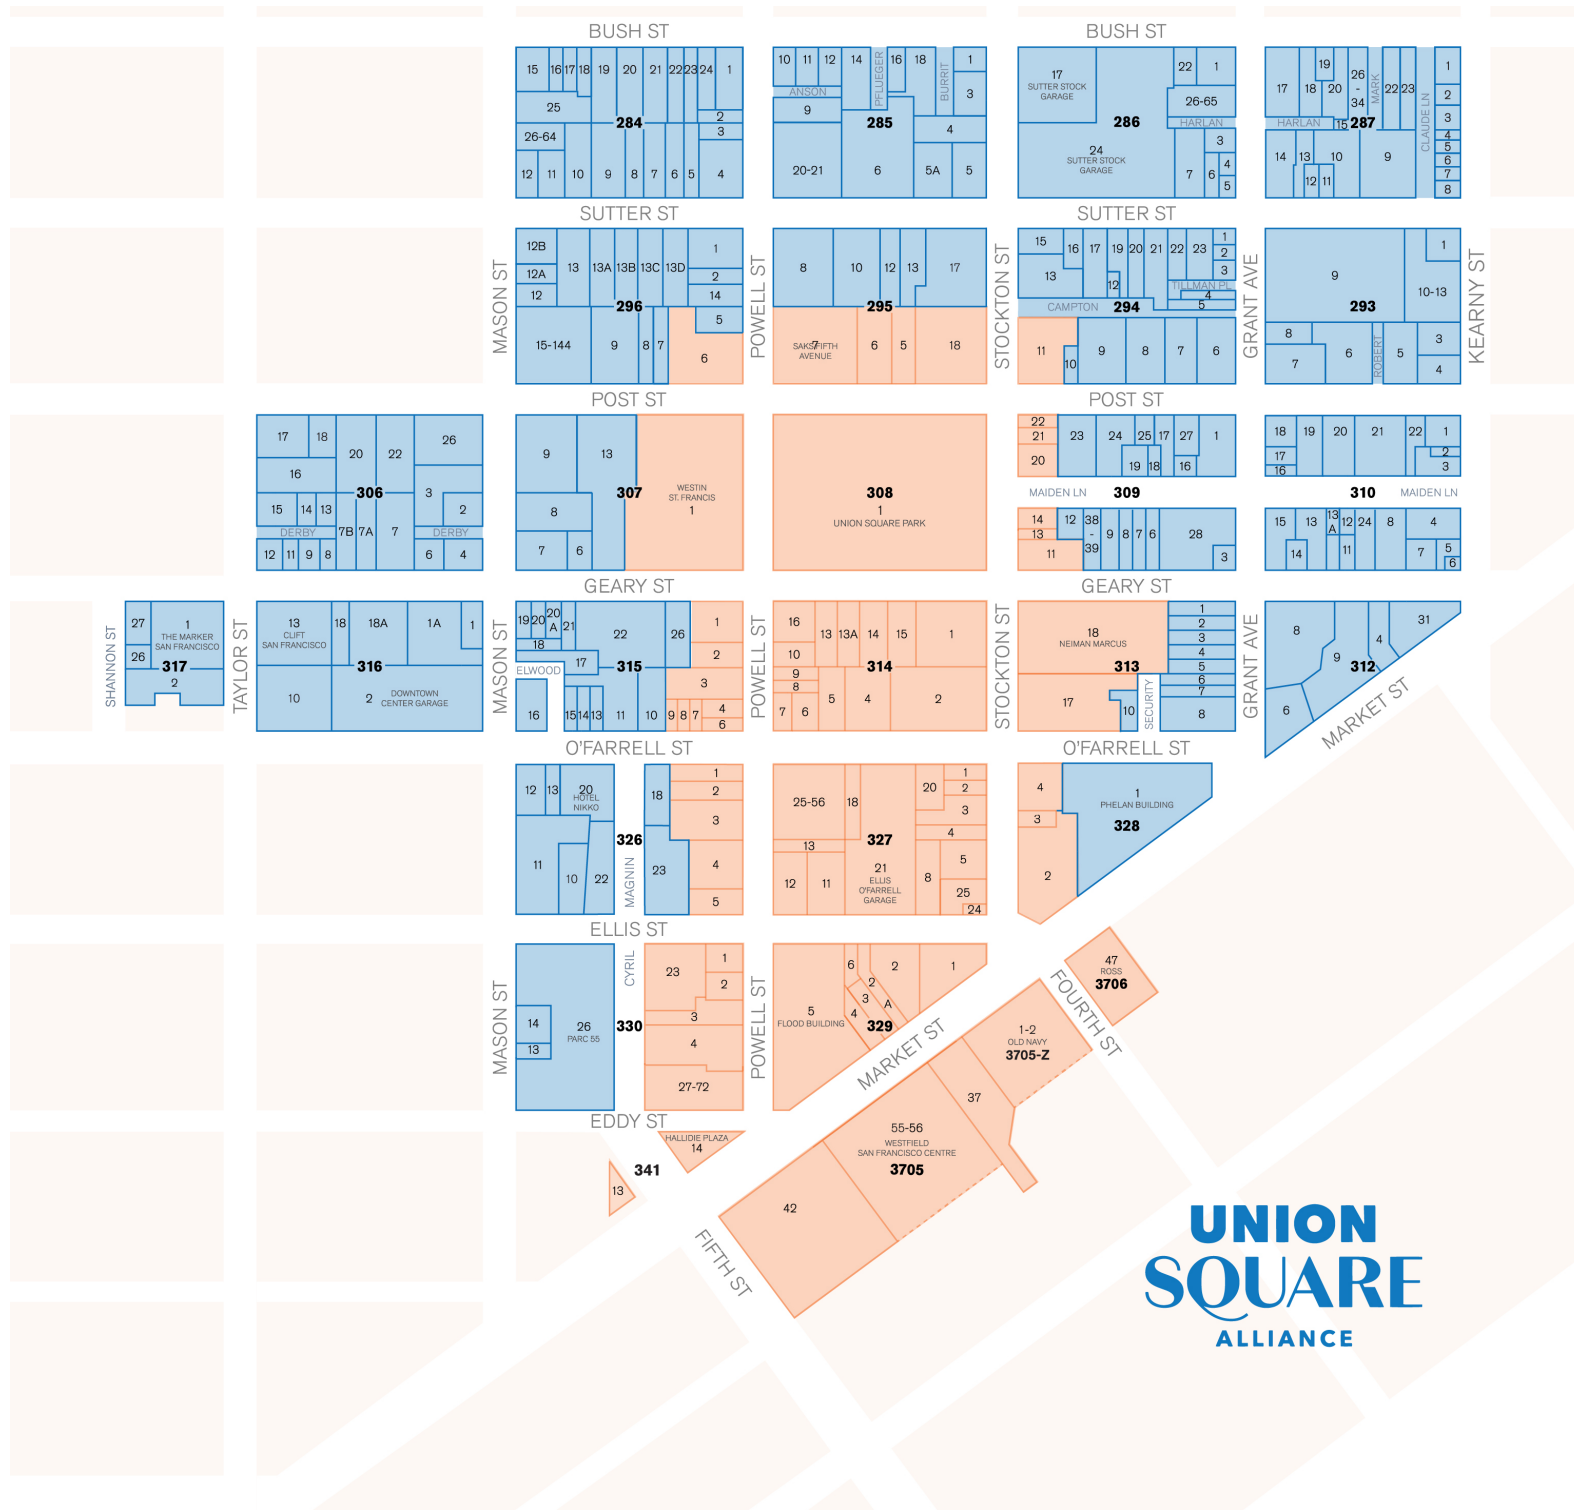 BUSH ST
BUSH ST
15 16 17 18 19 20 21 22 23 24 1
25
2
3
284
26-64
12 11 10 9 8 7 6 5 4
10 11 12 14 PFLUEGER 16 18 BURRIT 1
ANSON
3
9
285
4
20-21 6 5A 5
17
SUTTER STOCK
GARAGE
22 1
26-65
HARLAN
286
24
SUTTER STOCK
GARAGE
3
4
7 6
5
17 18 19 20 26
-
34
MARK 22 23 CLAUDE LN 1
2
3
HARLAN 15 287
4
5
6
7
8
14 13 10 9
12 11
SUTTER ST
SUTTER ST
MASON ST
12B
12A
12
13 13A 13B 13C 13D 1
2
14
296
5
15-144 9 8 7 6
POWELL ST
8 10 12 13 17
295
SAKS FIFTH
AVENUE
7 6 5 18
STOCKTON ST
15 16 17 19 20 21 22 23 1
2
3
13 12
TILLMAN PL
4
5
CAMPTON 294
11 10 9 8 7 6
GRANT AVE
9 1
10-13
293
8
7 6 ROBERT 5 3
4
KEARNY ST
POST ST
POST ST
17 18 20 22 26
16
306
3
2
15 14 13
DERBY 7B 7A 7 DERBY
12 11 9 8 6 4
9 13
307
8
7 6
WESTIN
ST. FRANCIS
1
308
1
UNION SQUARE PARK
22
21
20
23 24 25 17 27 1
19 18 16
MAIDEN LN 309
14
13
11
12 38
-
39
9 8 7 6 28
3
18 19 20 21 22 1
17
16
2
3
310 MAIDEN LN
15 13 13
A
12 24 8 4
14 11 7 5
6
GEARY ST
GEARY ST
SHANNON ST
27 1
THE MARKER
SAN FRANCISCO
26
317
2
TAYLOR ST
13
CLIFT
SAN FRANCISCO
18 18A 1A 1
316
10 2 DOWNTOWN
CENTER GARAGE
MASON ST
19 20 20
A
21 22 26 1
18
17
2
ELWOOD 315
3
16 15 14 13 11 10 9 8 7 4
6
POWELL ST
16 13 13A 14 15 1
10
314
9
8
7 6 5 4 2
STOCKTON ST
18
NEIMAN MARCUS
1
2
3
4
5
6
7
8
313
17 10 SECURITY
GRANT AVE
8 9 4 31
312
6
MARKET ST
O'FARRELL ST
O'FARRELL ST
12 13 20
HOTEL
NIKKO
18 1
2
3
326
11 10 22 MAGNIN 23 4
5
25-56 18 20 1
2
3
4
13 327
12 11 21
ELLIS
O'FARRELL
GARAGE
8 5
25
24
4 1
PHELAN BUILDING
3 328
2
ELLIS ST
MASON ST
14
13
26
PARC 55
CYRIL
330
23 1
2
3
4
27-72
POWELL ST
5
FLOOD BUILDING
6 2 1
2
3 A
4
329
MARKET ST
FOURTH ST
47
ROSS
3706
1-2
OLD NAVY
3705-Z
37
55-56
WESTFIELD
SAN FRANCISCO CENTRE
3705
42
EDDY ST
HALLIDIE PLAZA
14
341
13
FIFTH ST
UNION
SQUARE
ALLIANCE